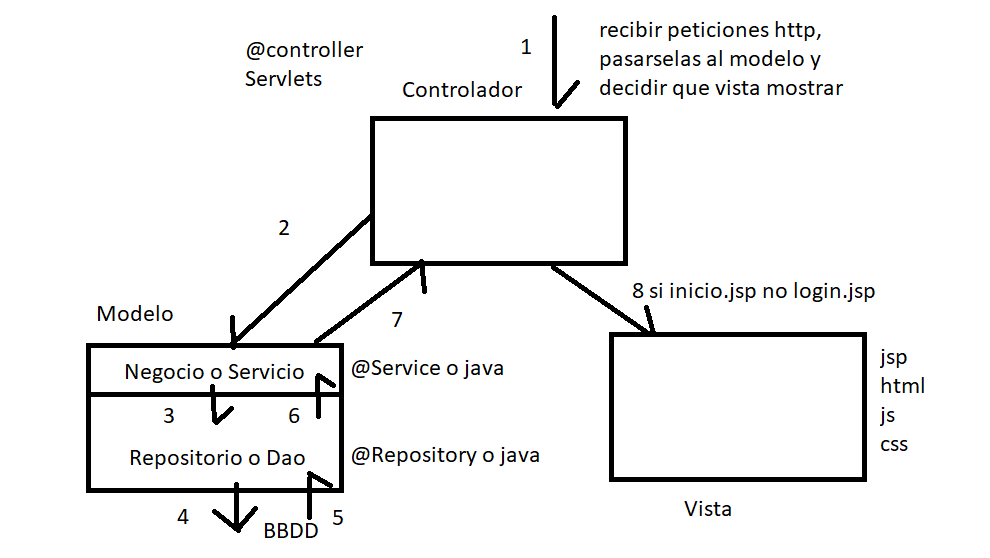 @controller
Servlets
1
recibir peticiones http,
pasarselas al modelo y
decidir que vista mostrar
Controlador
2
7
8 si inicio.jsp no login.jsp
Modelo
Negocio o Servicio
@Service o java
3
6
Repositorio o Dao
@Repository o java
4
BBDD
5
jsp
html
js
css
Vista